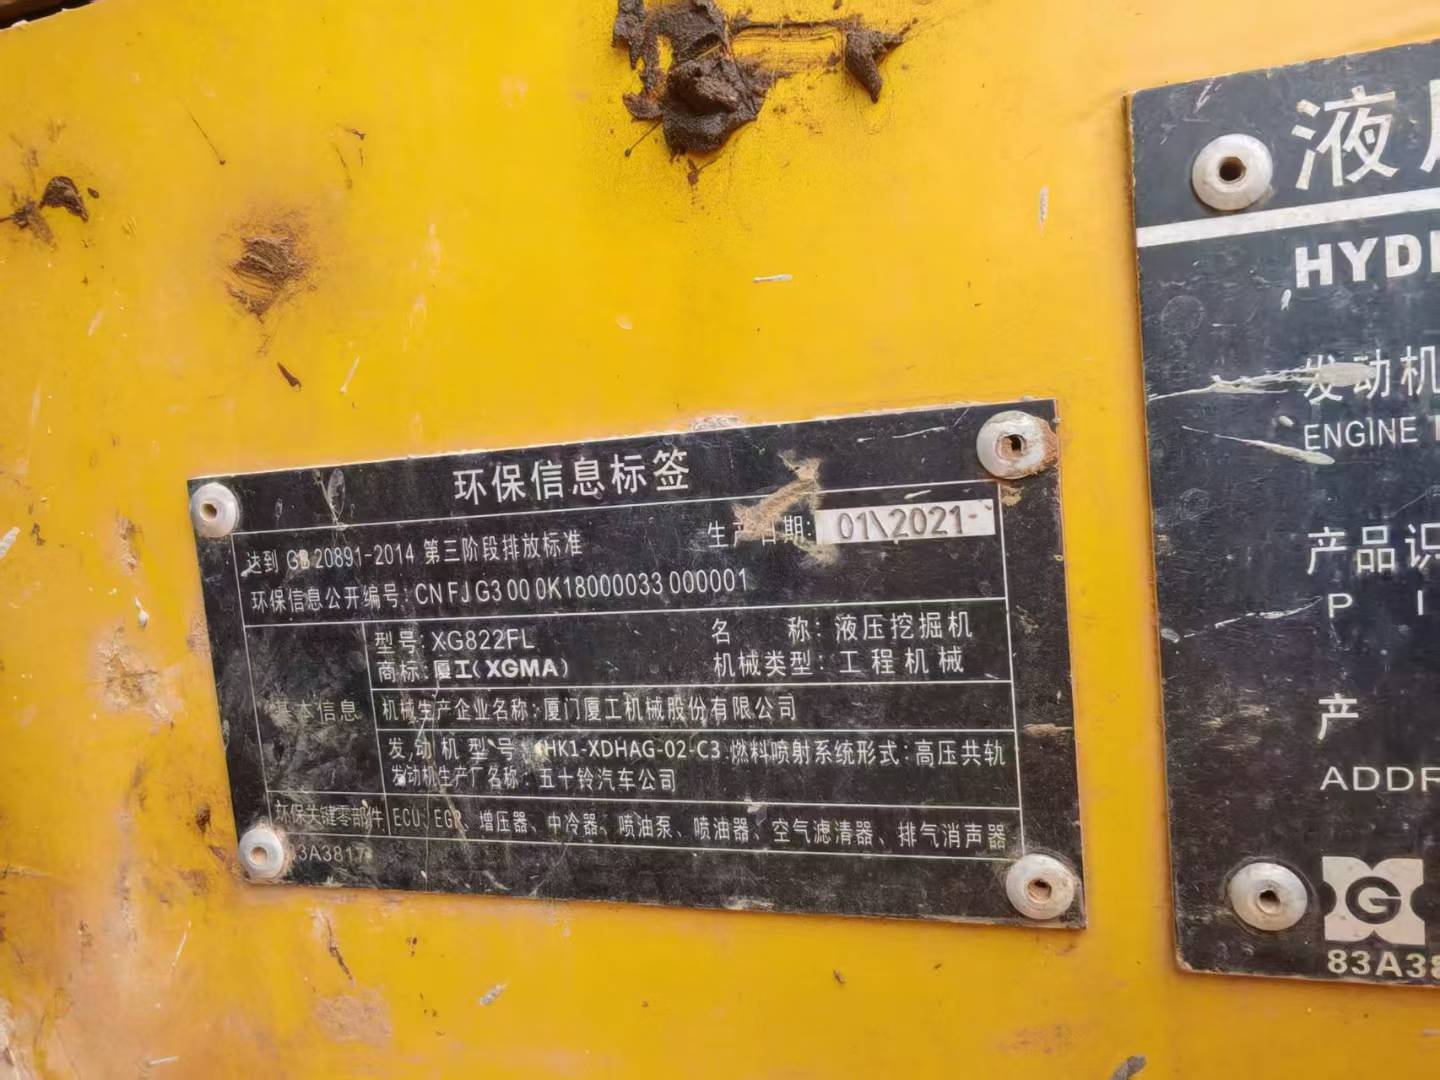 环保信息标签
达到 GB 20891-2014 第三阶段排放标准 生产日期: 01\2021-
环保信息公开编号: CN FJ G3 00 0K18000033 000001
基本信息
型号: XG822FL 名 称: 液压挖掘机
商标: 厦工(XGMA) 机械类型: 工程机械
机械生产企业名称: 厦门厦工机械股份有限公司
发动机型号: HK1-XDHAG-02-C3 燃料喷射系统形式: 高压共轨
发动机生产厂名称: 五十铃汽车公司
环保关键零部件 ECU、EGR、增压器、中冷器、喷油泵、喷油器、空气滤清器、排气消声器
3A3817
液
HYD
发动机
ENGINE
产品识
P I
产
ADDR
G
83A38